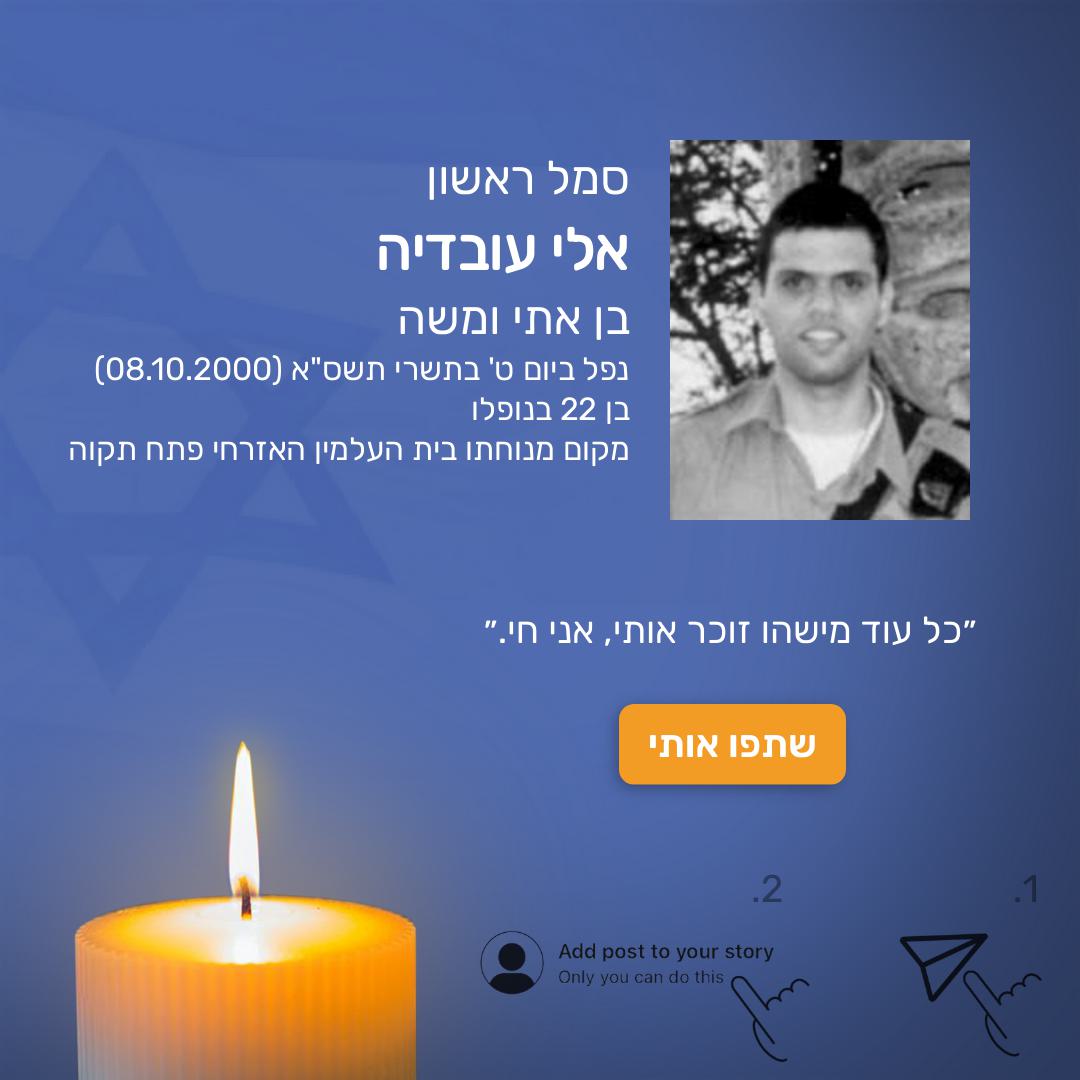 סמל ראשון
אלי עובדיה
בן אתי ומשה
נפל ביום ט' בתשרי תשס"א (08.10.2000)
בן 22 בנופלו
מקום מנוחתו בית העלמין האזרחי פתח תקוה
״כל עוד מישהו זוכר אותי, אני חי.״
שתפו אותי
1.
2.
Add post to your story
Only you can do this